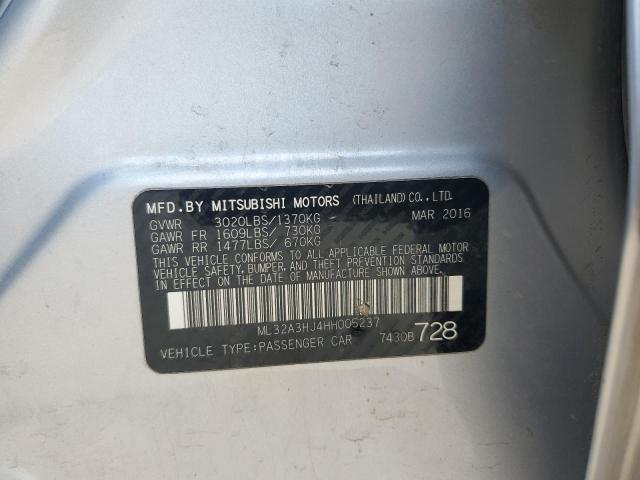 MFD.BY MITSUBISHI MOTORS (THAILAND)CO.,LTD.
GVWR 3020LBS/1370KG MAR 2016
GAWR FR 1609LBS/ 730KG
GAWR RR 1477LBS/ 670KG
THIS VEHICLE CONFORMS TO ALL APPLICABLE FEDERAL MOTOR
VEHICLE SAFETY, BUMPER, AND THEFT PREVENTION STANDARDS
IN EFFECT ON THE DATE OF MANUFACTURE SHOWN ABOVE.
ML32A3HJ4HH005237
VEHICLE TYPE:PASSENGER CAR 7430B 728